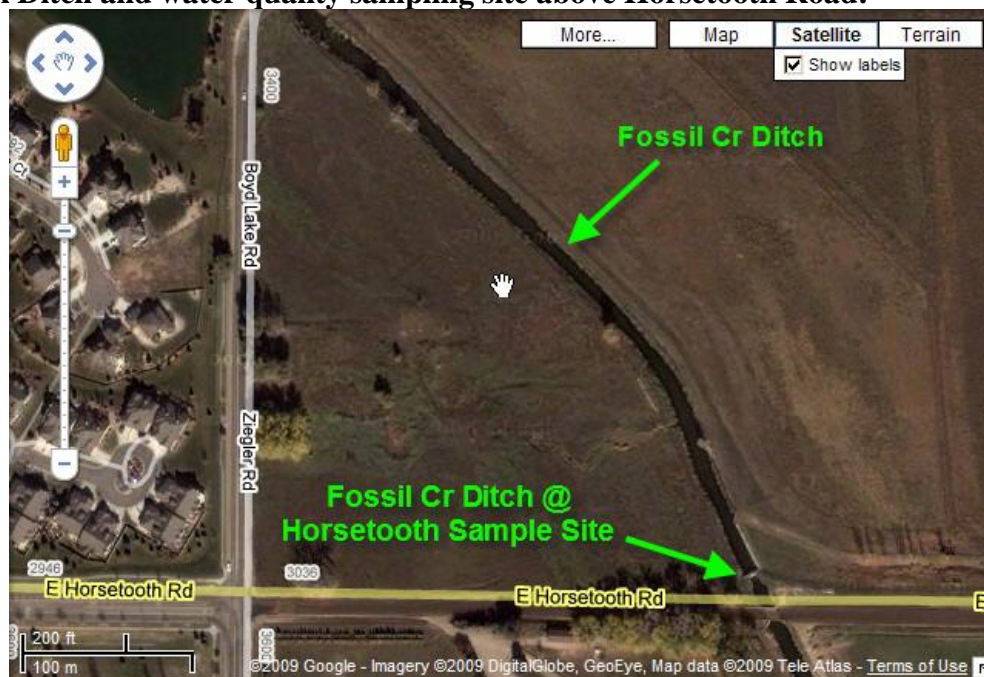 Ditch and water quality sampling site above Horsetooth Road.
More...
Map
Satellite
Terrain
Show labels
3400
Fossil Cr Ditch
Ct
Boyd Lake Rd
Ziegler Rd
Fossil Cr Ditch @
Horsetooth Sample Site
2946
3036
E Horsetooth Rd
E Horsetooth Rd
E
200 ft
100 m
©2009 Google - Imagery ©2009 DigitalGlobe, GeoEye, Map data ©2009 Tele Atlas - Terms of Use